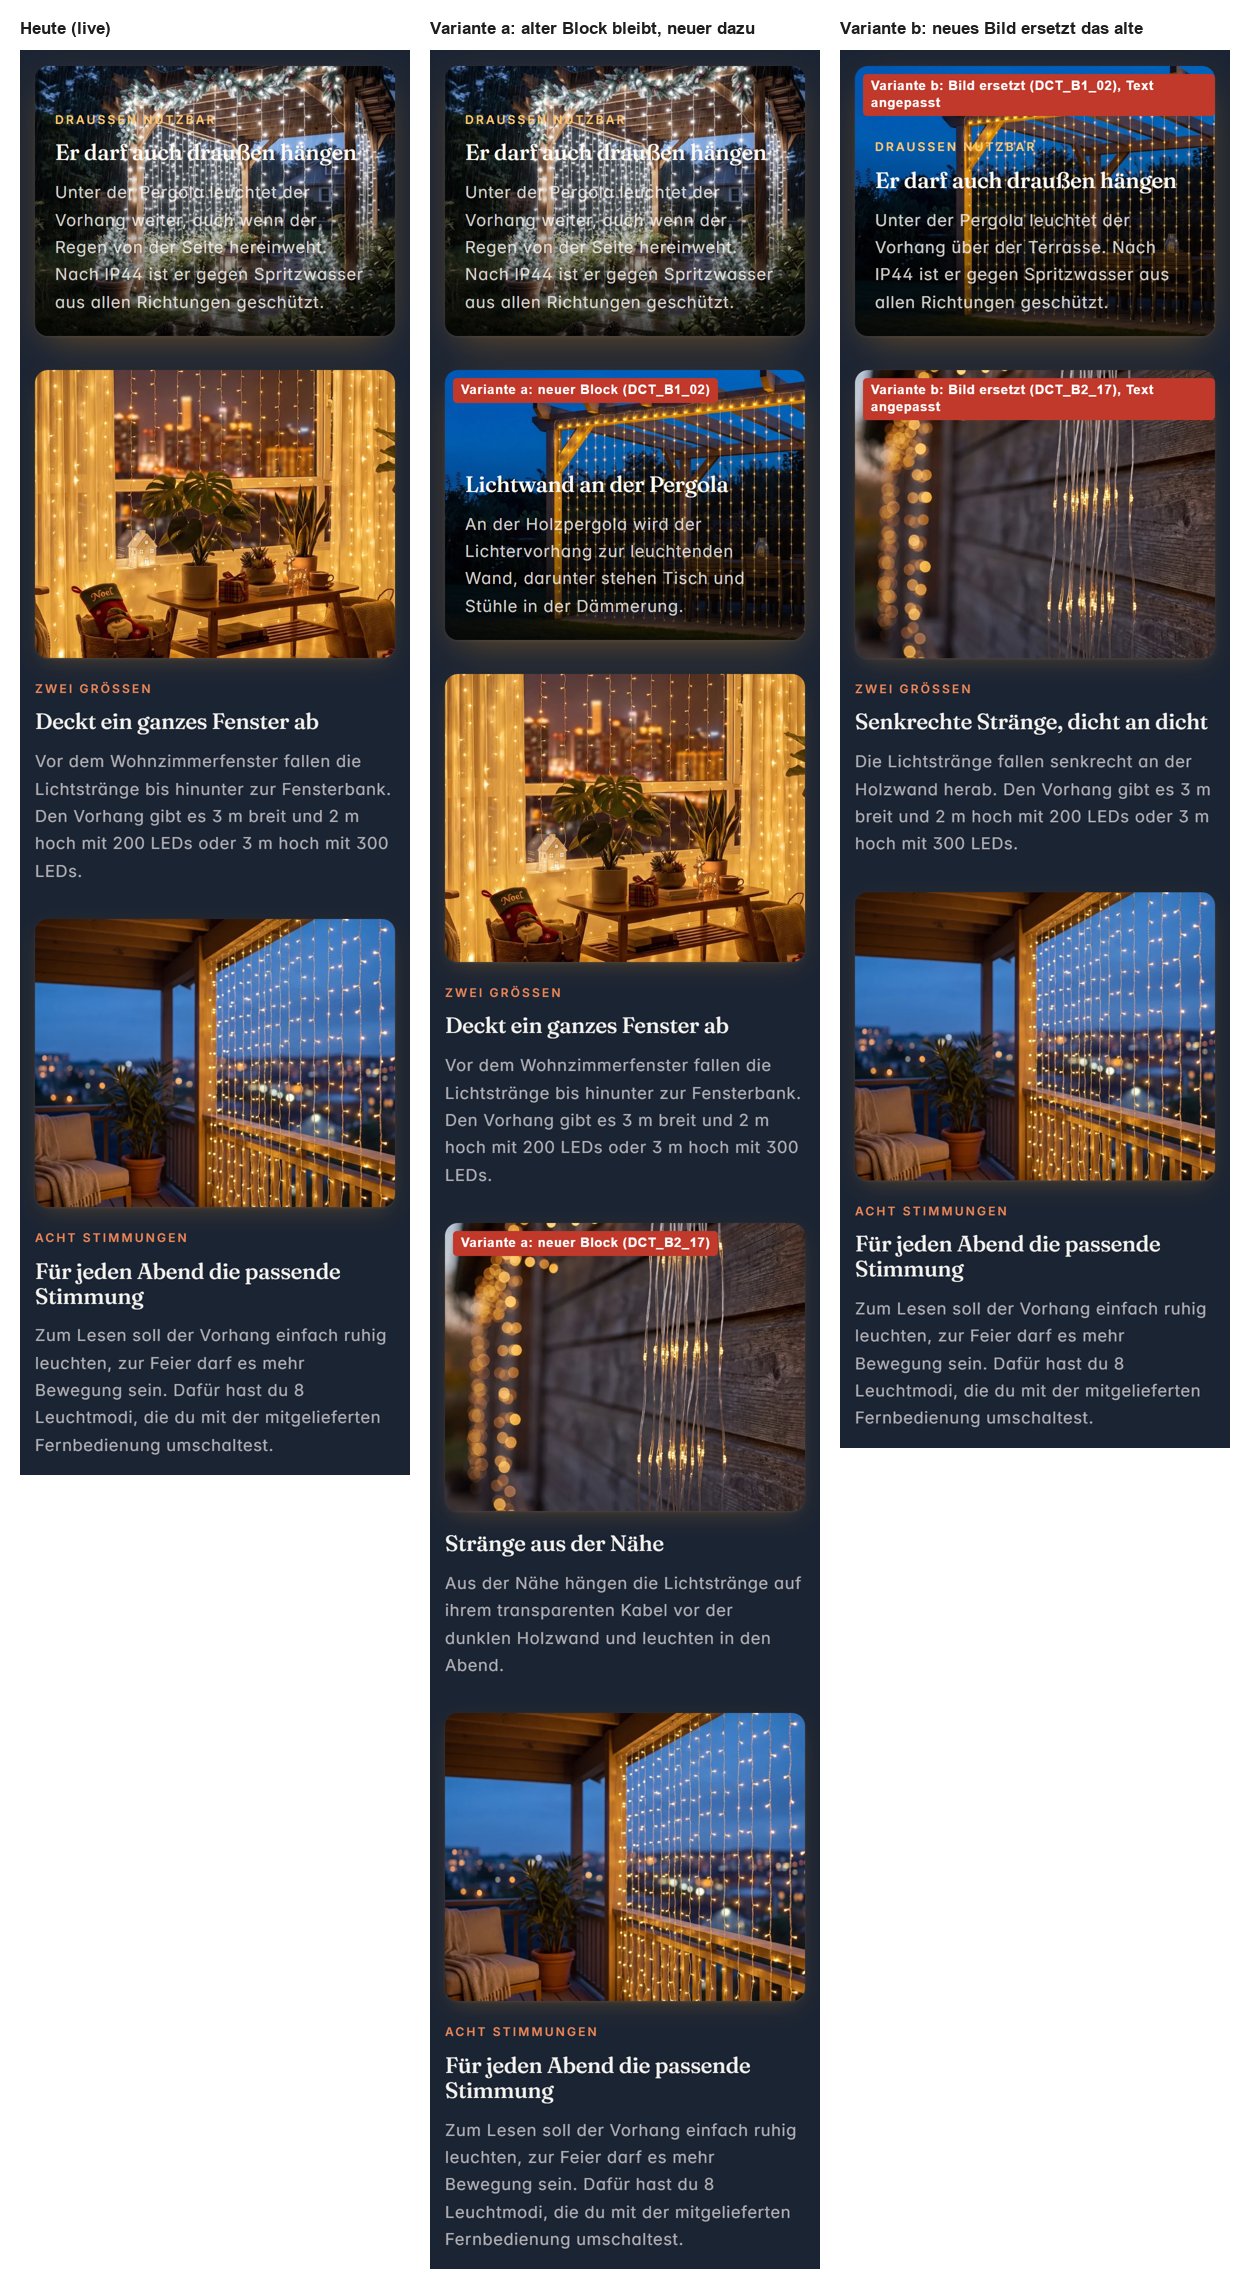 Heute (live)
DRAUSSEN NUTZBAR
Er darf auch draußen hängen
Unter der Pergola leuchtet der
Vorhang weiter, auch wenn der
Regen von der Seite hereinweht.
Nach IP44 ist er gegen Spritzwasser
aus allen Richtungen geschützt.
Noel
ZWEI GRÖSSEN
Deckt ein ganzes Fenster ab
Vor dem Wohnzimmerfenster fallen die
Lichtstränge bis hinunter zur Fensterbank.
Den Vorhang gibt es 3 m breit und 2 m
hoch mit 200 LEDs oder 3 m hoch mit 300
LEDs.
ACHT STIMMUNGEN
Für jeden Abend die passende
Stimmung
Zum Lesen soll der Vorhang einfach ruhig
leuchten, zur Feier darf es mehr
Bewegung sein. Dafür hast du 8
Leuchtmodi, die du mit der mitgelieferten
Fernbedienung umschaltest.
Variante a: alter Block bleibt, neuer dazu
DRAUSSEN NUTZBAR
Er darf auch draußen hängen
Unter der Pergola leuchtet der
Vorhang weiter, auch wenn der
Regen von der Seite hereinweht.
Nach IP44 ist er gegen Spritzwasser
aus allen Richtungen geschützt.
Variante a: neuer Block (DCT_B1_02)
Lichtwand an der Pergola
An der Holzpergola wird der
Lichtervorhang zur leuchtenden
Wand, darunter stehen Tisch und
Stühle in der Dämmerung.
Noel
ZWEI GRÖSSEN
Deckt ein ganzes Fenster ab
Vor dem Wohnzimmerfenster fallen die
Lichtstränge bis hinunter zur Fensterbank.
Den Vorhang gibt es 3 m breit und 2 m
hoch mit 200 LEDs oder 3 m hoch mit 300
LEDs.
Variante a: neuer Block (DCT_B2_17)
Stränge aus der Nähe
Aus der Nähe hängen die Lichtstränge auf
ihrem transparenten Kabel vor der
dunklen Holzwand und leuchten in den
Abend.
ACHT STIMMUNGEN
Für jeden Abend die passende
Stimmung
Zum Lesen soll der Vorhang einfach ruhig
leuchten, zur Feier darf es mehr
Bewegung sein. Dafür hast du 8
Leuchtmodi, die du mit der mitgelieferten
Fernbedienung umschaltest.
Variante b: neues Bild ersetzt das alte
Variante b: Bild ersetzt (DCT_B1_02), Text
angepasst
DRAUSSEN NUTZBAR
Er darf auch draußen hängen
Unter der Pergola leuchtet der
Vorhang über der Terrasse. Nach
IP44 ist er gegen Spritzwasser aus
allen Richtungen geschützt.
Variante b: Bild ersetzt (DCT_B2_17), Text
angepasst
ZWEI GRÖSSEN
Senkrechte Stränge, dicht an dicht
Die Lichtstränge fallen senkrecht an der
Holzwand herab. Den Vorhang gibt es 3 m
breit und 2 m hoch mit 200 LEDs oder 3 m
hoch mit 300 LEDs.
ACHT STIMMUNGEN
Für jeden Abend die passende
Stimmung
Zum Lesen soll der Vorhang einfach ruhig
leuchten, zur Feier darf es mehr
Bewegung sein. Dafür hast du 8
Leuchtmodi, die du mit der mitgelieferten
Fernbedienung umschaltest.